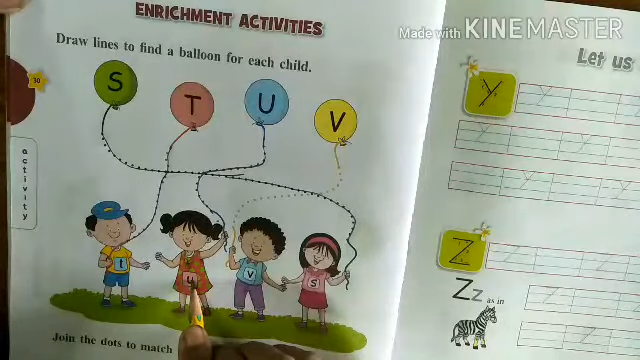 Made with KINEMASTER
ENRICHMENT ACTIVITIES
Draw lines to find a balloon for each child.
30
activity
S
T
U
V
t
v
s
Join the dots to match
Let us
Y
Z
Zz as in